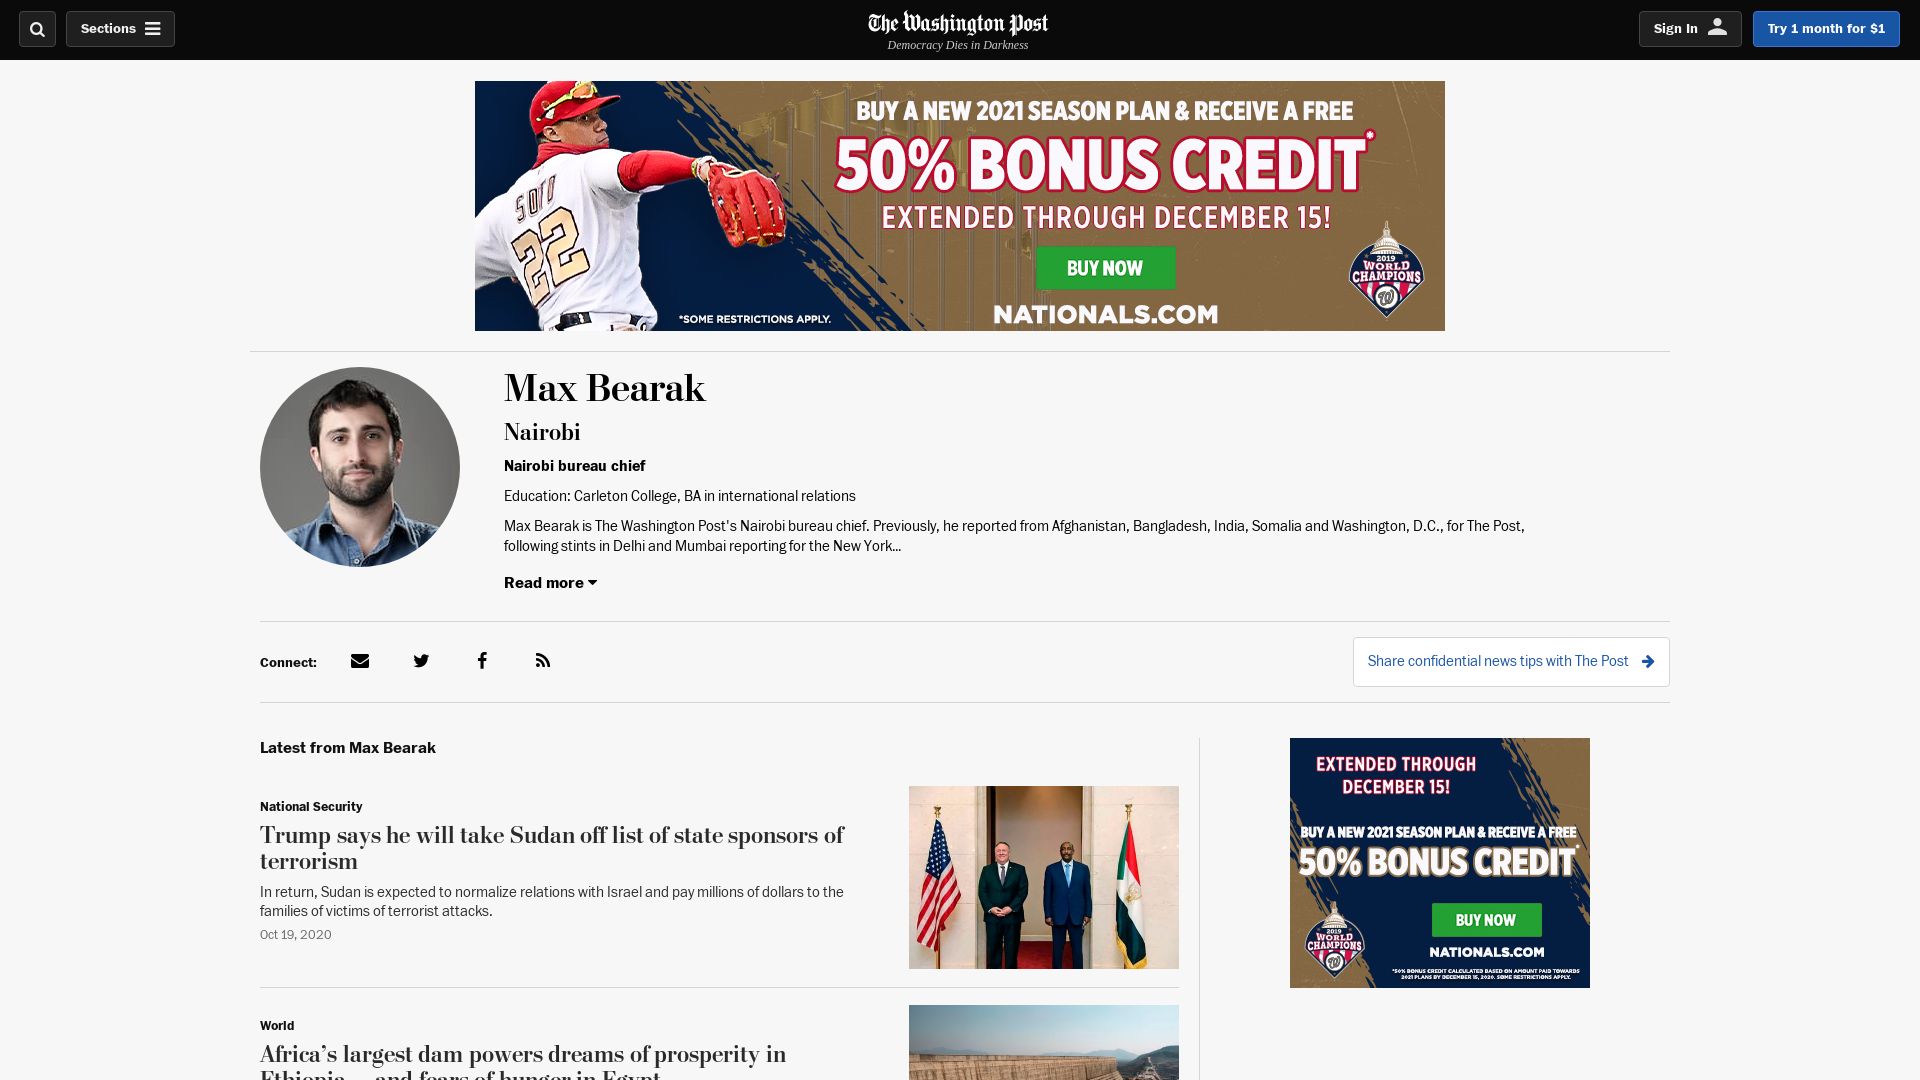 Sections
The Washington Post
Democracy Dies in Darkness
Sign In
Try 1 month for $1
BUY A NEW 2021 SEASON PLAN & RECEIVE A FREE
50% BONUS CREDIT*
EXTENDED THROUGH DECEMBER 15!
BUY NOW
NATIONALS.COM
*SOME RESTRICTIONS APPLY.
SOTO
22
2019
WORLD
CHAMPIONS
W
Max Bearak
Nairobi
Nairobi bureau chief
Education: Carleton College, BA in international relations
Max Bearak is The Washington Post's Nairobi bureau chief. Previously, he reported from Afghanistan, Bangladesh, India, Somalia and Washington, D.C., for The Post,
following stints in Delhi and Mumbai reporting for the New York...
Read more
Connect:
Share confidential news tips with The Post
Latest from Max Bearak
National Security
Trump says he will take Sudan off list of state sponsors of
terrorism
In return, Sudan is expected to normalize relations with Israel and pay millions of dollars to the
families of victims of terrorist attacks.
Oct 19, 2020
World
Africa’s largest dam powers dreams of prosperity in
Ethiopia — and fears of hunger in Egypt
EXTENDED THROUGH
DECEMBER 15!
BUY A NEW 2021 SEASON PLAN & RECEIVE A FREE
50% BONUS CREDIT*
BUY NOW
NATIONALS.COM
2019
WORLD
CHAMPIONS
W
*50% BONUS CREDIT CALCULATED BASED ON AMOUNT PAID TOWARDS
2021 PLANS BY DECEMBER 15, 2020. SOME RESTRICTIONS APPLY.